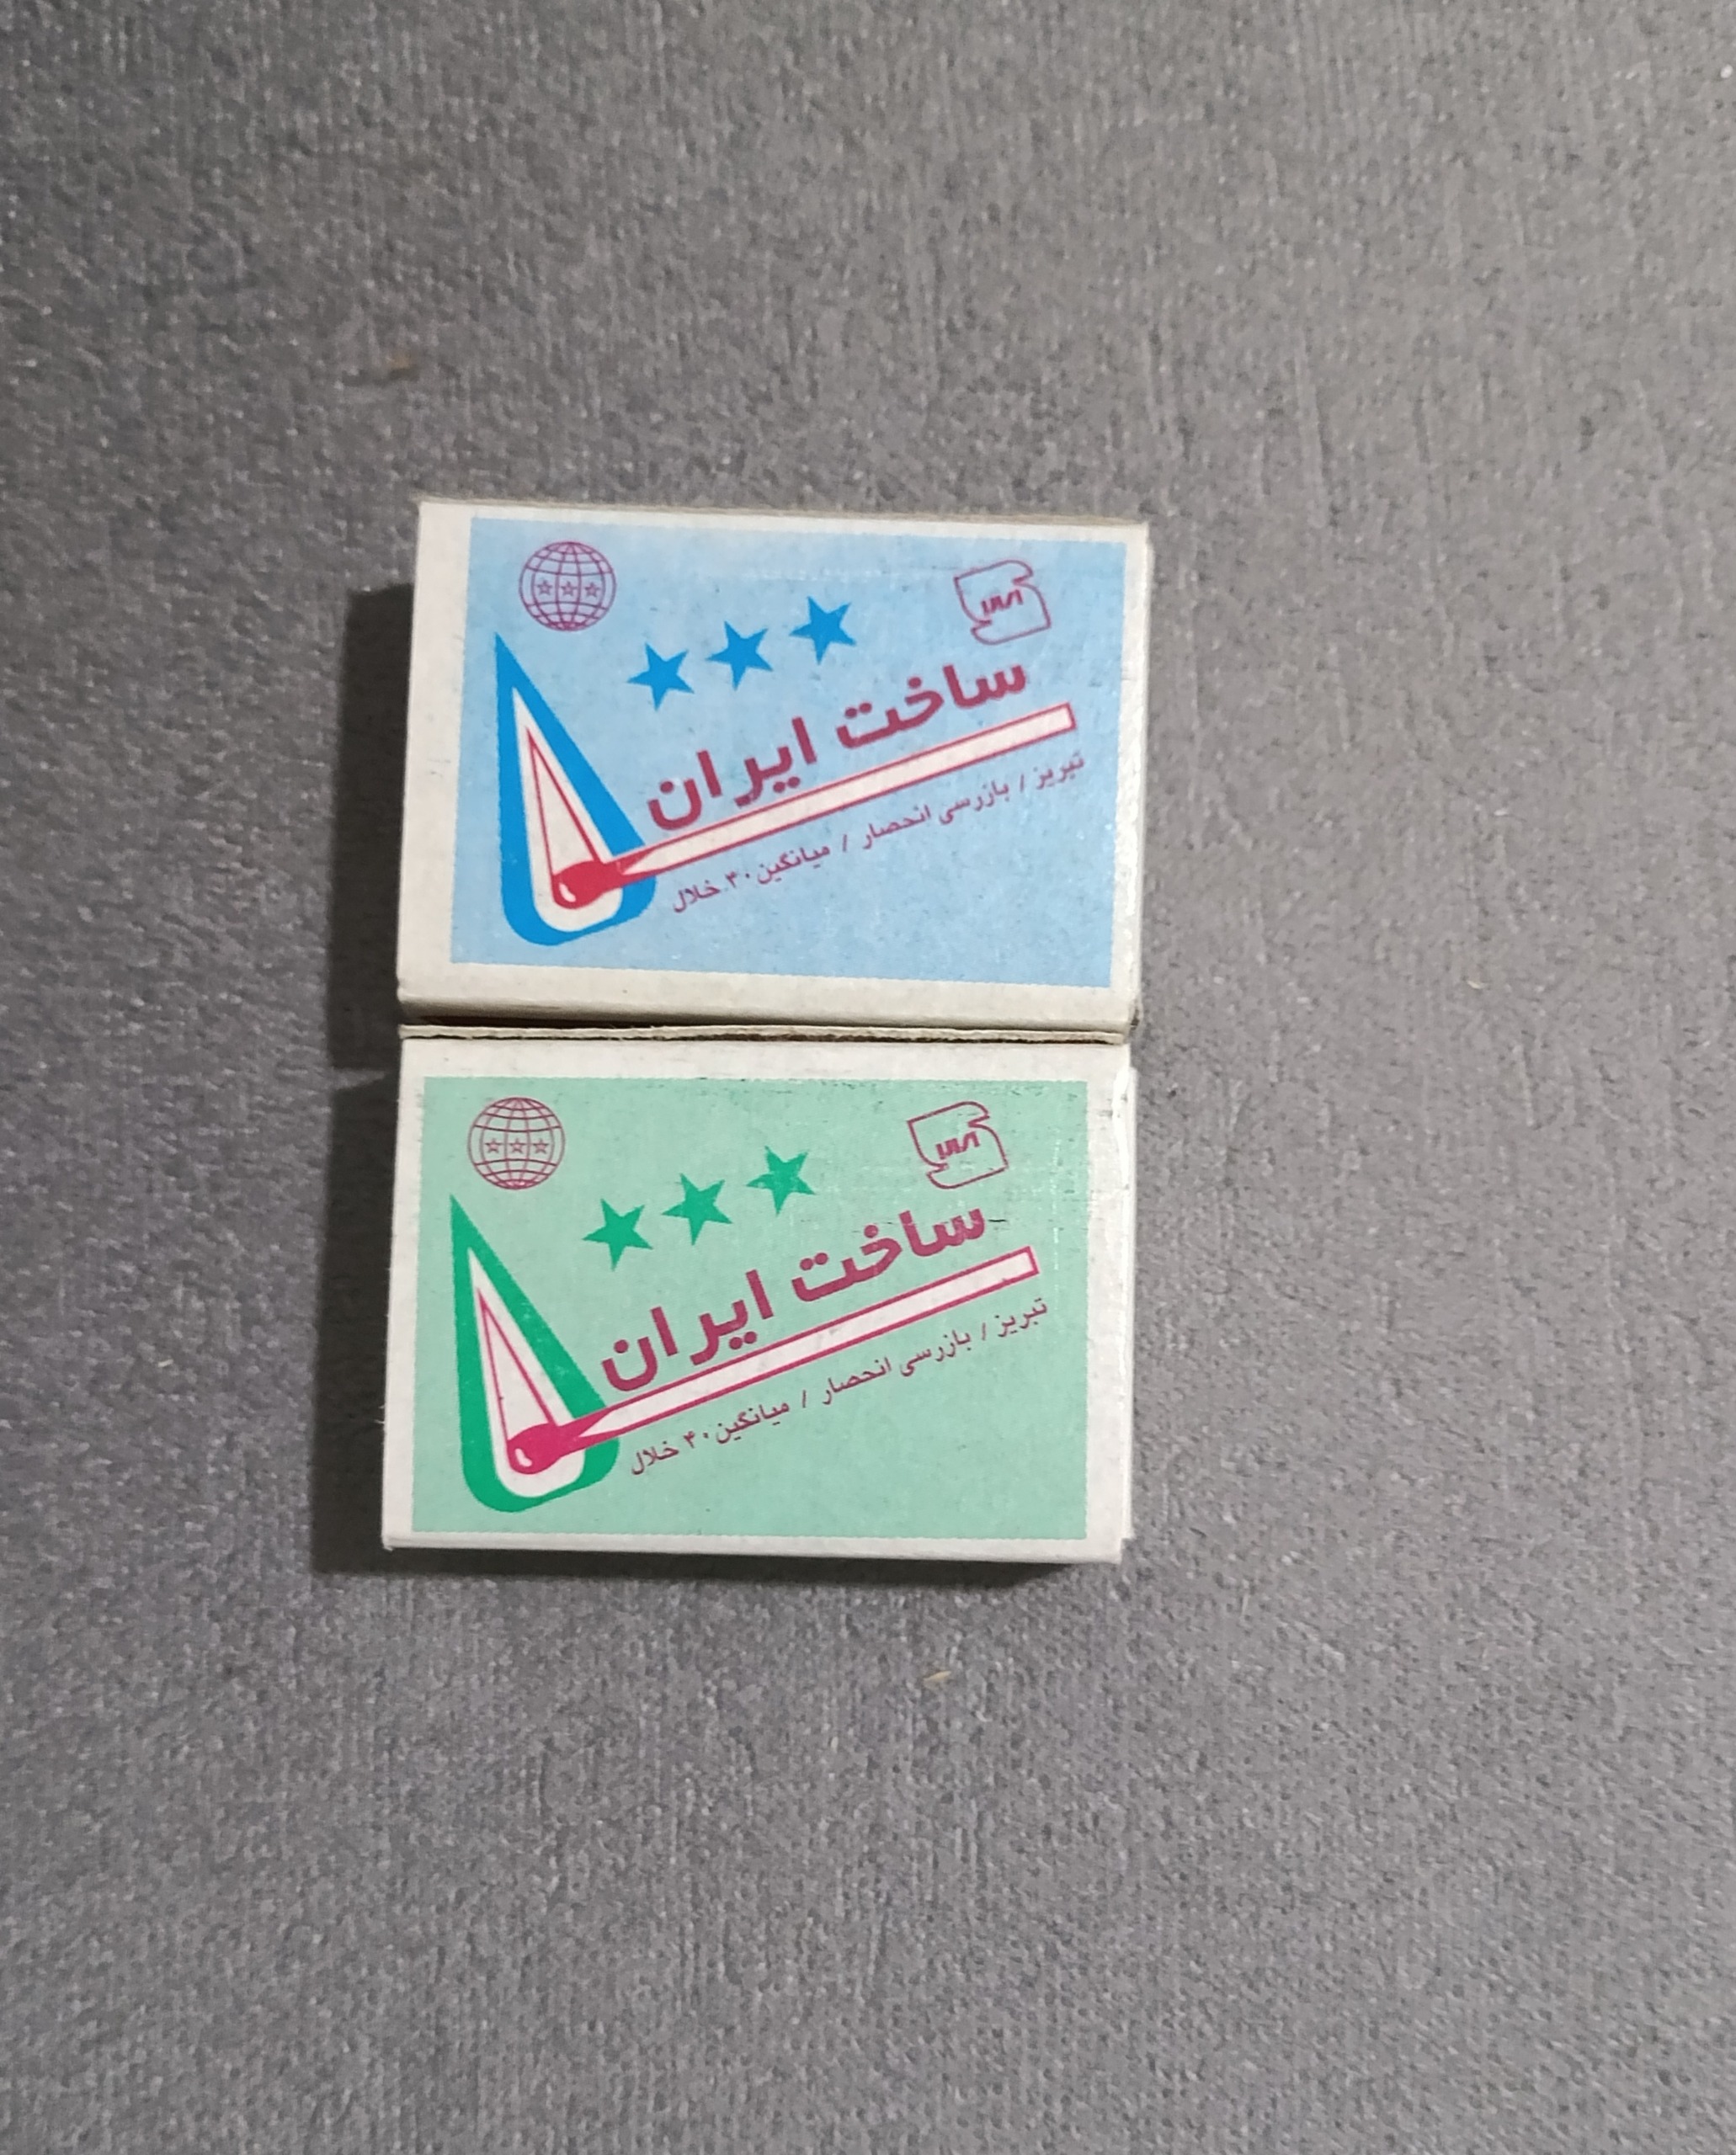 ساخت ایران
تبریز / بازرسی انحصار / میانگین ۴۰ خلال
ساخت ایران
تبریز / بازرسی انحصار / میانگین ۴۰ خلال